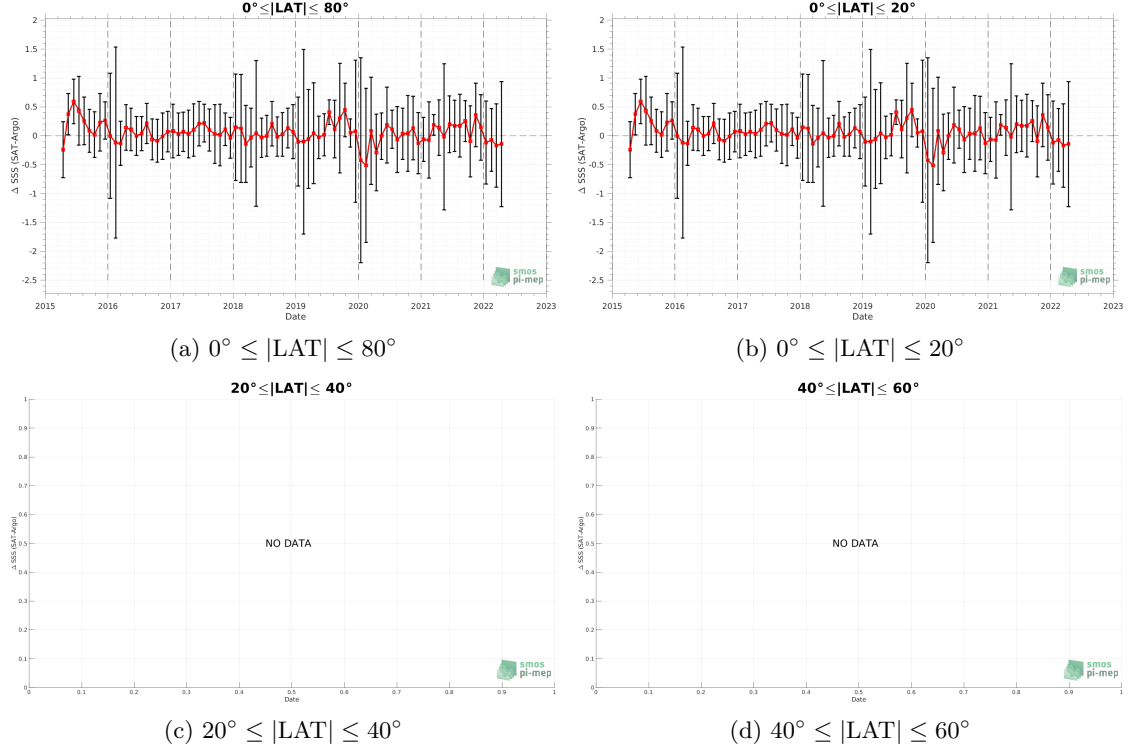 0°≤|LAT|≤ 80°
Δ SSS (SAT-Argo)
2
1.5
1
0.5
0
-0.5
-1
-1.5
-2
-2.5
2015 2016 2017 2018 2019 2020 2021 2022 2023
Date
smos
pi-mep
(a) 0° ≤ |LAT| ≤ 80°
0°≤|LAT|≤ 20°
Δ SSS (SAT-Argo)
2
1.5
1
0.5
0
-0.5
-1
-1.5
-2
-2.5
2015 2016 2017 2018 2019 2020 2021 2022 2023
Date
smos
pi-mep
(b) 0° ≤ |LAT| ≤ 20°
20°≤|LAT|≤ 40°
Δ SSS (SAT-Argo)
1
0.9
0.8
0.7
0.6
0.5
0.4
0.3
0.2
0.1
0
NO DATA
0 0.1 0.2 0.3 0.4 0.5 0.6 0.7 0.8 0.9 1
Date
smos
pi-mep
(c) 20° ≤ |LAT| ≤ 40°
40°≤|LAT|≤ 60°
Δ SSS (SAT-Argo)
1
0.9
0.8
0.7
0.6
0.5
0.4
0.3
0.2
0.1
0
NO DATA
0 0.1 0.2 0.3 0.4 0.5 0.6 0.7 0.8 0.9 1
Date
smos
pi-mep
(d) 40° ≤ |LAT| ≤ 60°